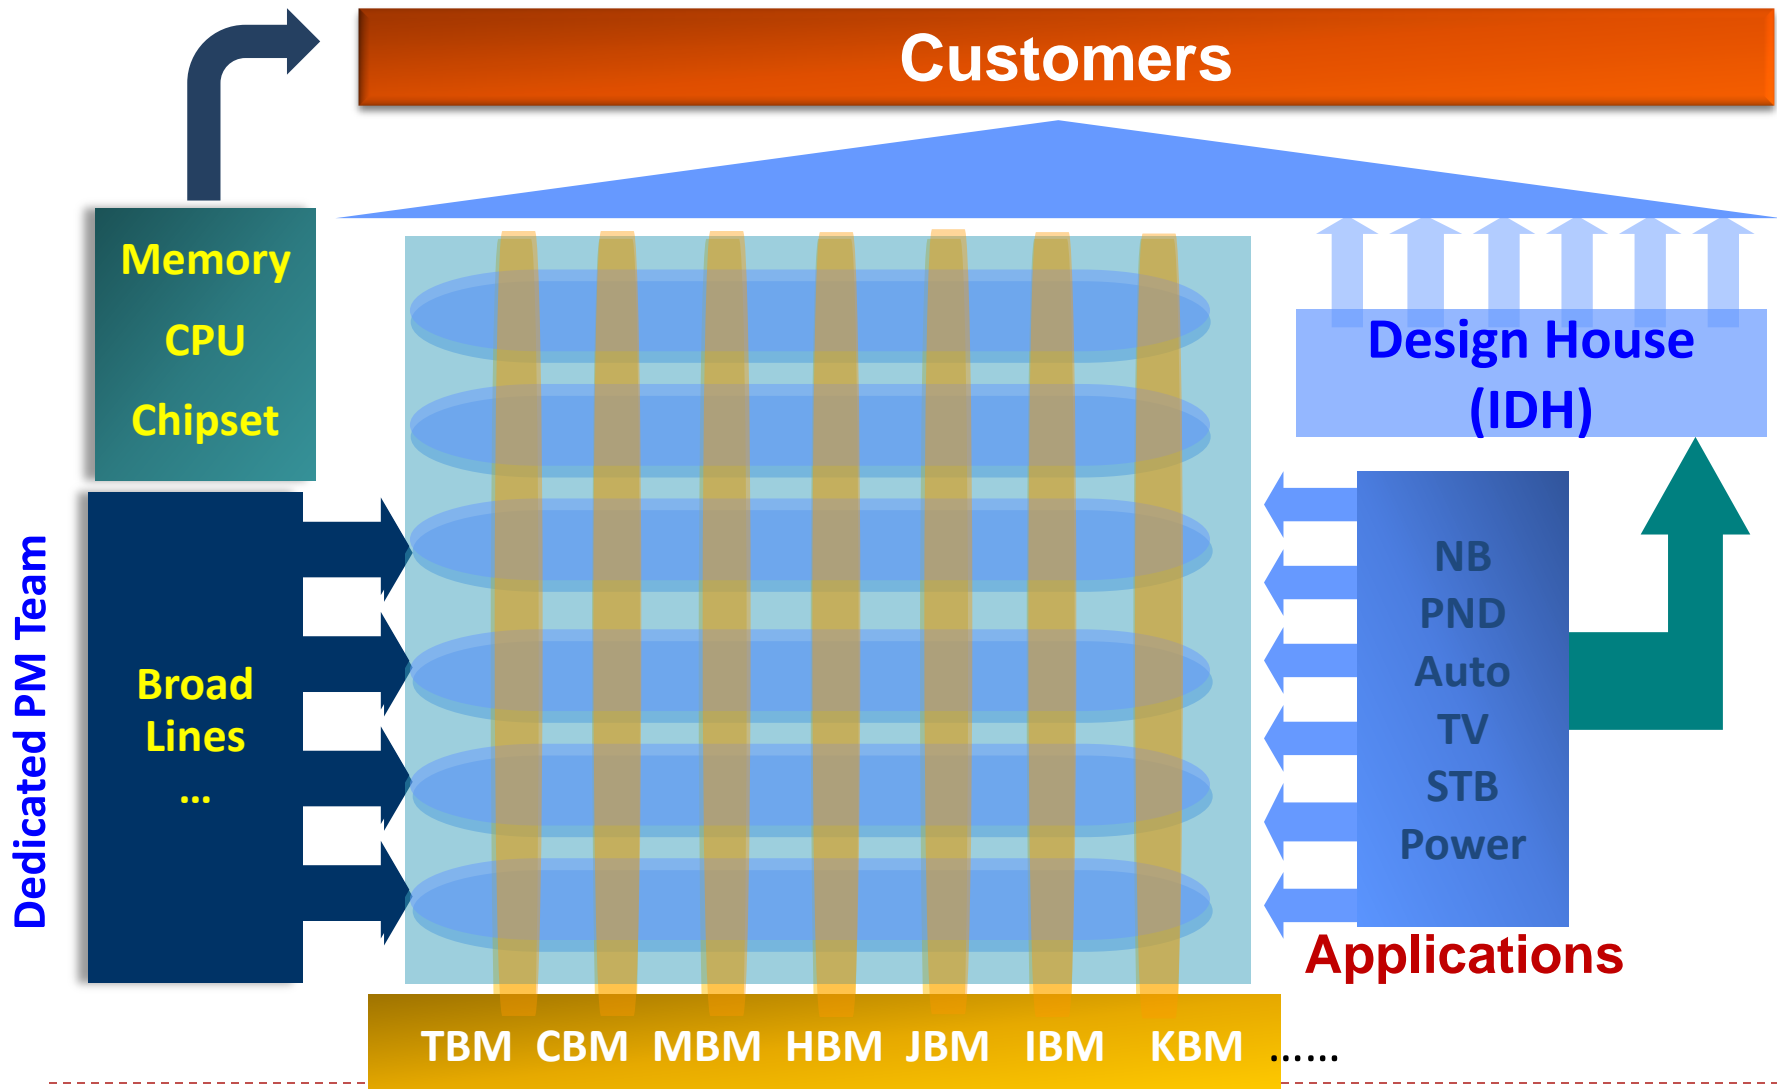 Customers
Memory
CPU
Chipset
Design House
(IDH)
Dedicated PM Team
Broad
Lines
...
NB
PND
Auto
TV
STB
Power
Applications
TBM CBM MBM HBM JBM IBM KBM ......